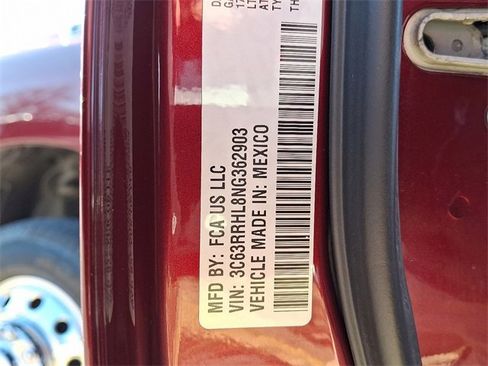 MFD BY: FCA US LLC
VIN: 3C63RRHL8NG362903
VEHICLE MADE IN: MEXICO